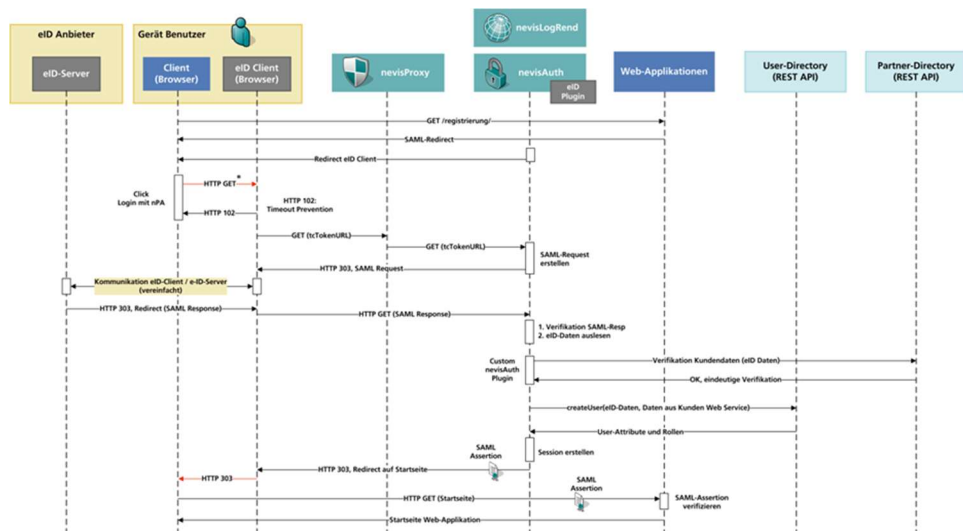 nevisLogRend
eID Anbieter
Gerät Benutzer
eID-Server
Client
(Browser)
eID Client
(Browser)
nevisProxy
nevisAuth
eID
Plugin
Web-Applikationen
User-Directory
(REST API)
Partner-Directory
(REST API)
GET /registrierung/
SAML-Redirect
Redirect eID Client
Click
Login mit nPA
HTTP GET *
HTTP 102
HTTP 102:
Timeout Prevention
GET (tcTokenURL)
GET (tcTokenURL)
SAML-Request
erstellen
HTTP 303, SAML Request
Kommunikation eID-Client / e-ID-Server
(vereinfacht)
HTTP 303, Redirect (SAML Response)
HTTP GET (SAML Response)
1. Verifikation SAML-Resp
2. eID-Daten auslesen
Custom
nevisAuth
Plugin
Verifikation Kundendaten (eID Daten)
OK, eindeutige Verifikation
createUser(eID-Daten, Daten aus Kunden Web Service)
User-Attribute und Rollen
SAML
Assertion
Session erstellen
HTTP 303, Redirect auf Startseite
HTTP 303
SAML
Assertion
HTTP GET (Startseite)
SAML-Assertion
verifizieren
Startseite Web-Applikation